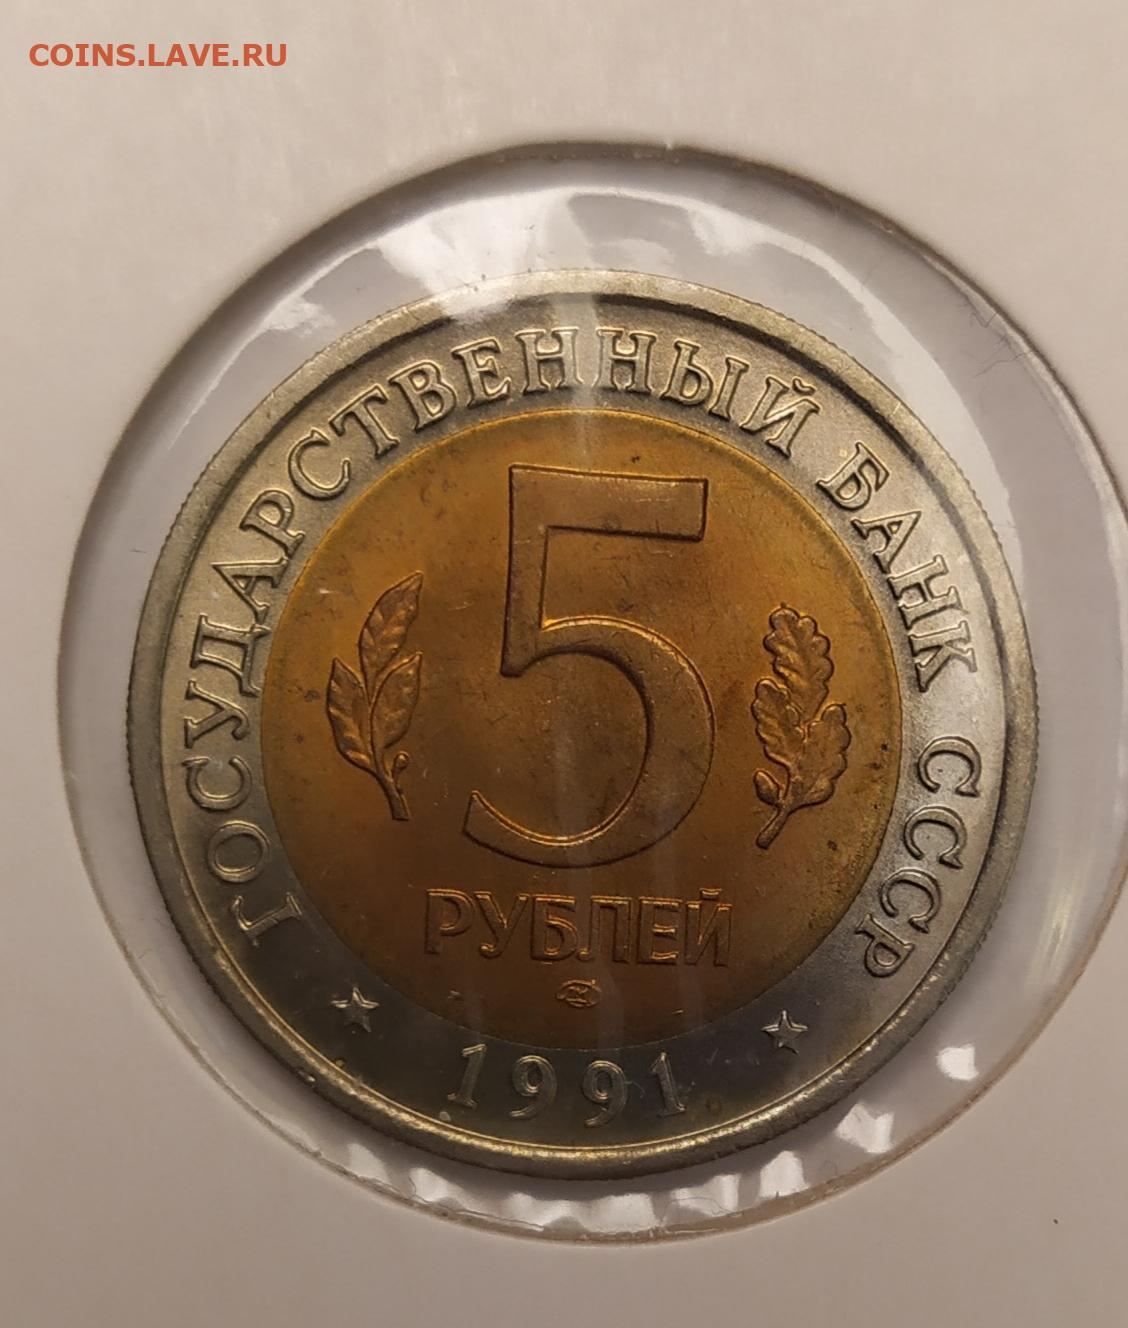 COINS.LAVE.RU
ГОСУДАРСТВЕННЫЙ БАНК СССР
5
РУБЛЕЙ
1991